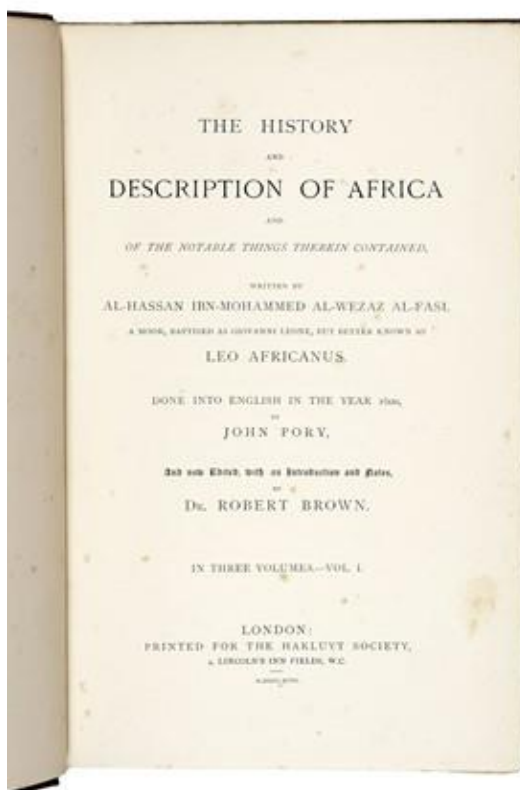 THE HISTORY
AND
DESCRIPTION OF AFRICA
AND
OF THE NOTABLE THINGS THEREIN CONTAINED,
WRITTEN BY
AL-HASSAN IBN-MOHAMMED AL-WEZAZ AL-FASI,
A MOOR, BAPTISED AS GIOVANNI LEONE, BUT BETTER KNOWN AS
LEO AFRICANUS.
DONE INTO ENGLISH IN THE YEAR 1600,
BY
JOHN PORY,
And now Edited, with an Introduction and Notes,
BY
DR. ROBERT BROWN.
IN THREE VOLUMES.—VOL. I.
LONDON:
PRINTED FOR THE HAKLUYT SOCIETY,
4, LINCOLN'S INN FIELDS, W.C.